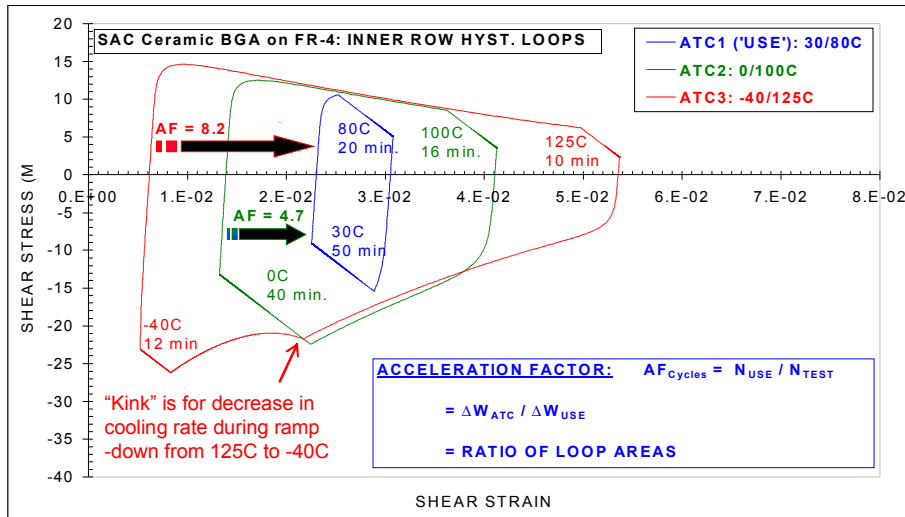 SAC Ceramic BGA on FR-4: INNER ROW HYST. LOOPS
ATC1 ('USE'): 30/80C
ATC2: 0/100C
ATC3: -40/125C
20
15
10
5
0
-5
-10
-15
-20
-25
-30
-35
-40
SHEAR STRESS (M
0.E+00
1.E-02
2.E-02
3.E-02
4.E-02
5.E-02
6.E-02
7.E-02
8.E-02
SHEAR STRAIN
AF = 8.2
80C
20 min.
100C
16 min.
125C
10 min
AF = 4.7
30C
50 min
0C
40 min.
-40C
12 min
"Kink" is for decrease in
cooling rate during ramp
-down from 125C to -40C
ACCELERATION FACTOR: AFCycles = NUSE / NTEST
= ΔWATC / ΔWUSE
= RATIO OF LOOP AREAS